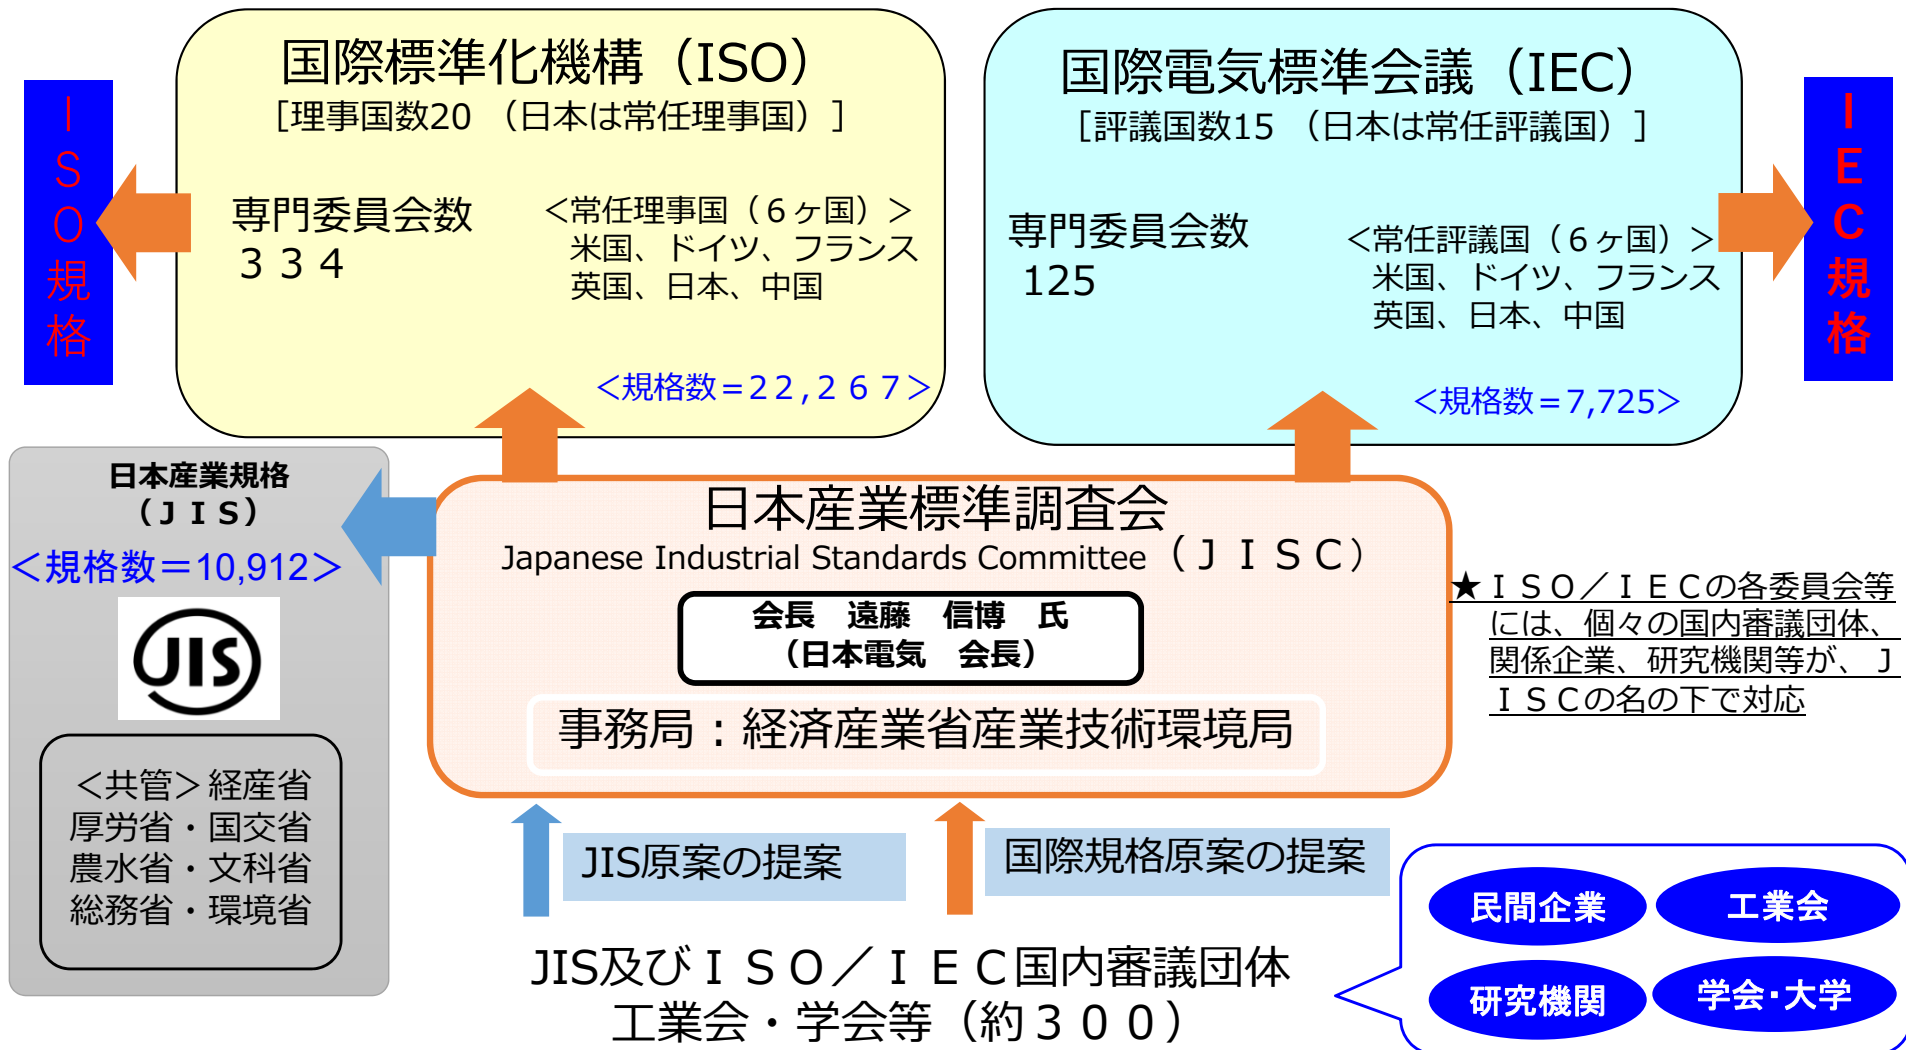 国際標準化機構（ISO）
［理事国数20 （日本は常任理事国）］
専門委員会数
３３４
＜常任理事国（６ヶ国）＞
米国、ドイツ、フランス
英国、日本、中国
＜規格数=２２,２６７＞
ＩＳＯ規格
国際電気標準会議（IEC）
［評議国数15 （日本は常任評議国）］
専門委員会数
125
＜常任評議国（６ヶ国）＞
米国、ドイツ、フランス
英国、日本、中国
＜規格数＝7,725＞
ＩＥＣ規格
日本産業規格
（ＪＩＳ）
＜規格数＝10,912＞
JIS
＜共管＞経産省
厚労省・国交省
農水省・文科省
総務省・環境省
日本産業標準調査会
Japanese Industrial Standards Committee（ＪＩＳＣ）
会長　遠藤　信博　氏
（日本電気　会長）
事務局：経済産業省産業技術環境局
★ＩＳＯ／ＩＥＣの各委員会等
には、個々の国内審議団体、
関係企業、研究機関等が、Ｊ
ＩＳＣの名の下で対応
JIS原案の提案
国際規格原案の提案
JIS及びＩＳＯ／ＩＥＣ国内審議団体
工業会・学会等（約３００）
民間企業
工業会
研究機関
学会・大学